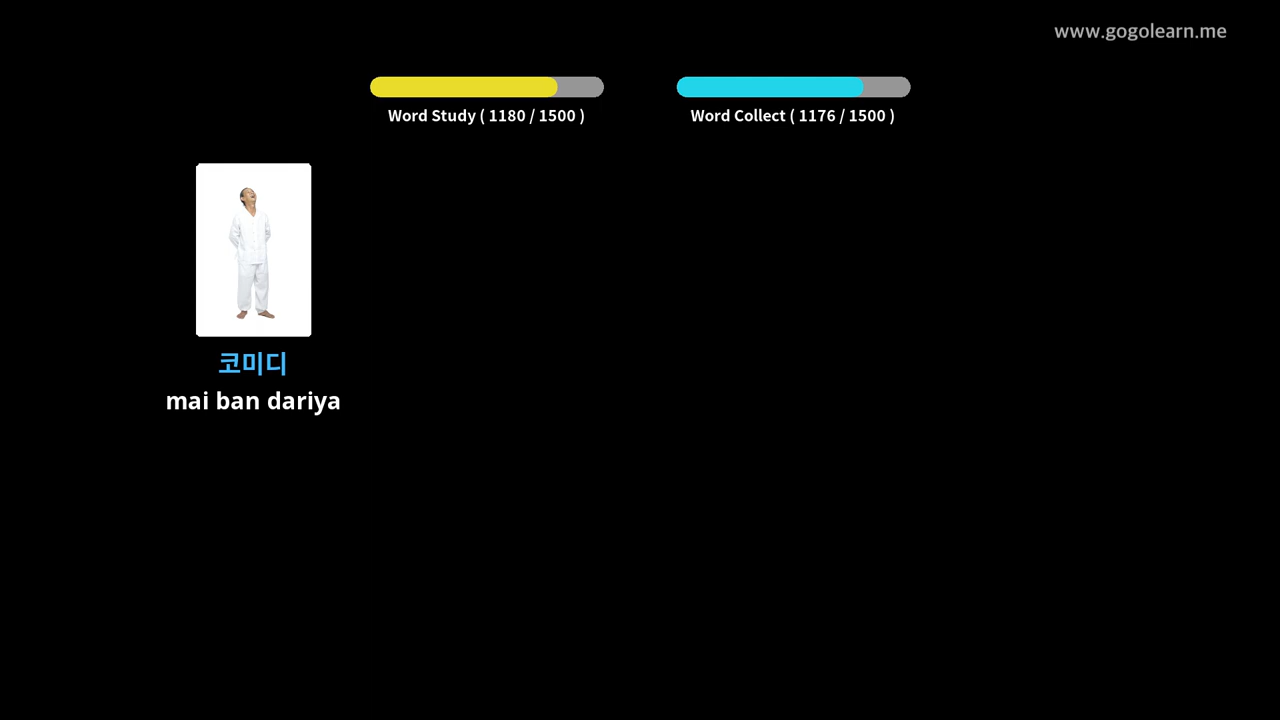 www.gogolearn.me
Word Study ( 1180 / 1500 )
Word Collect ( 1176 / 1500 )
코미디
mai ban dariya